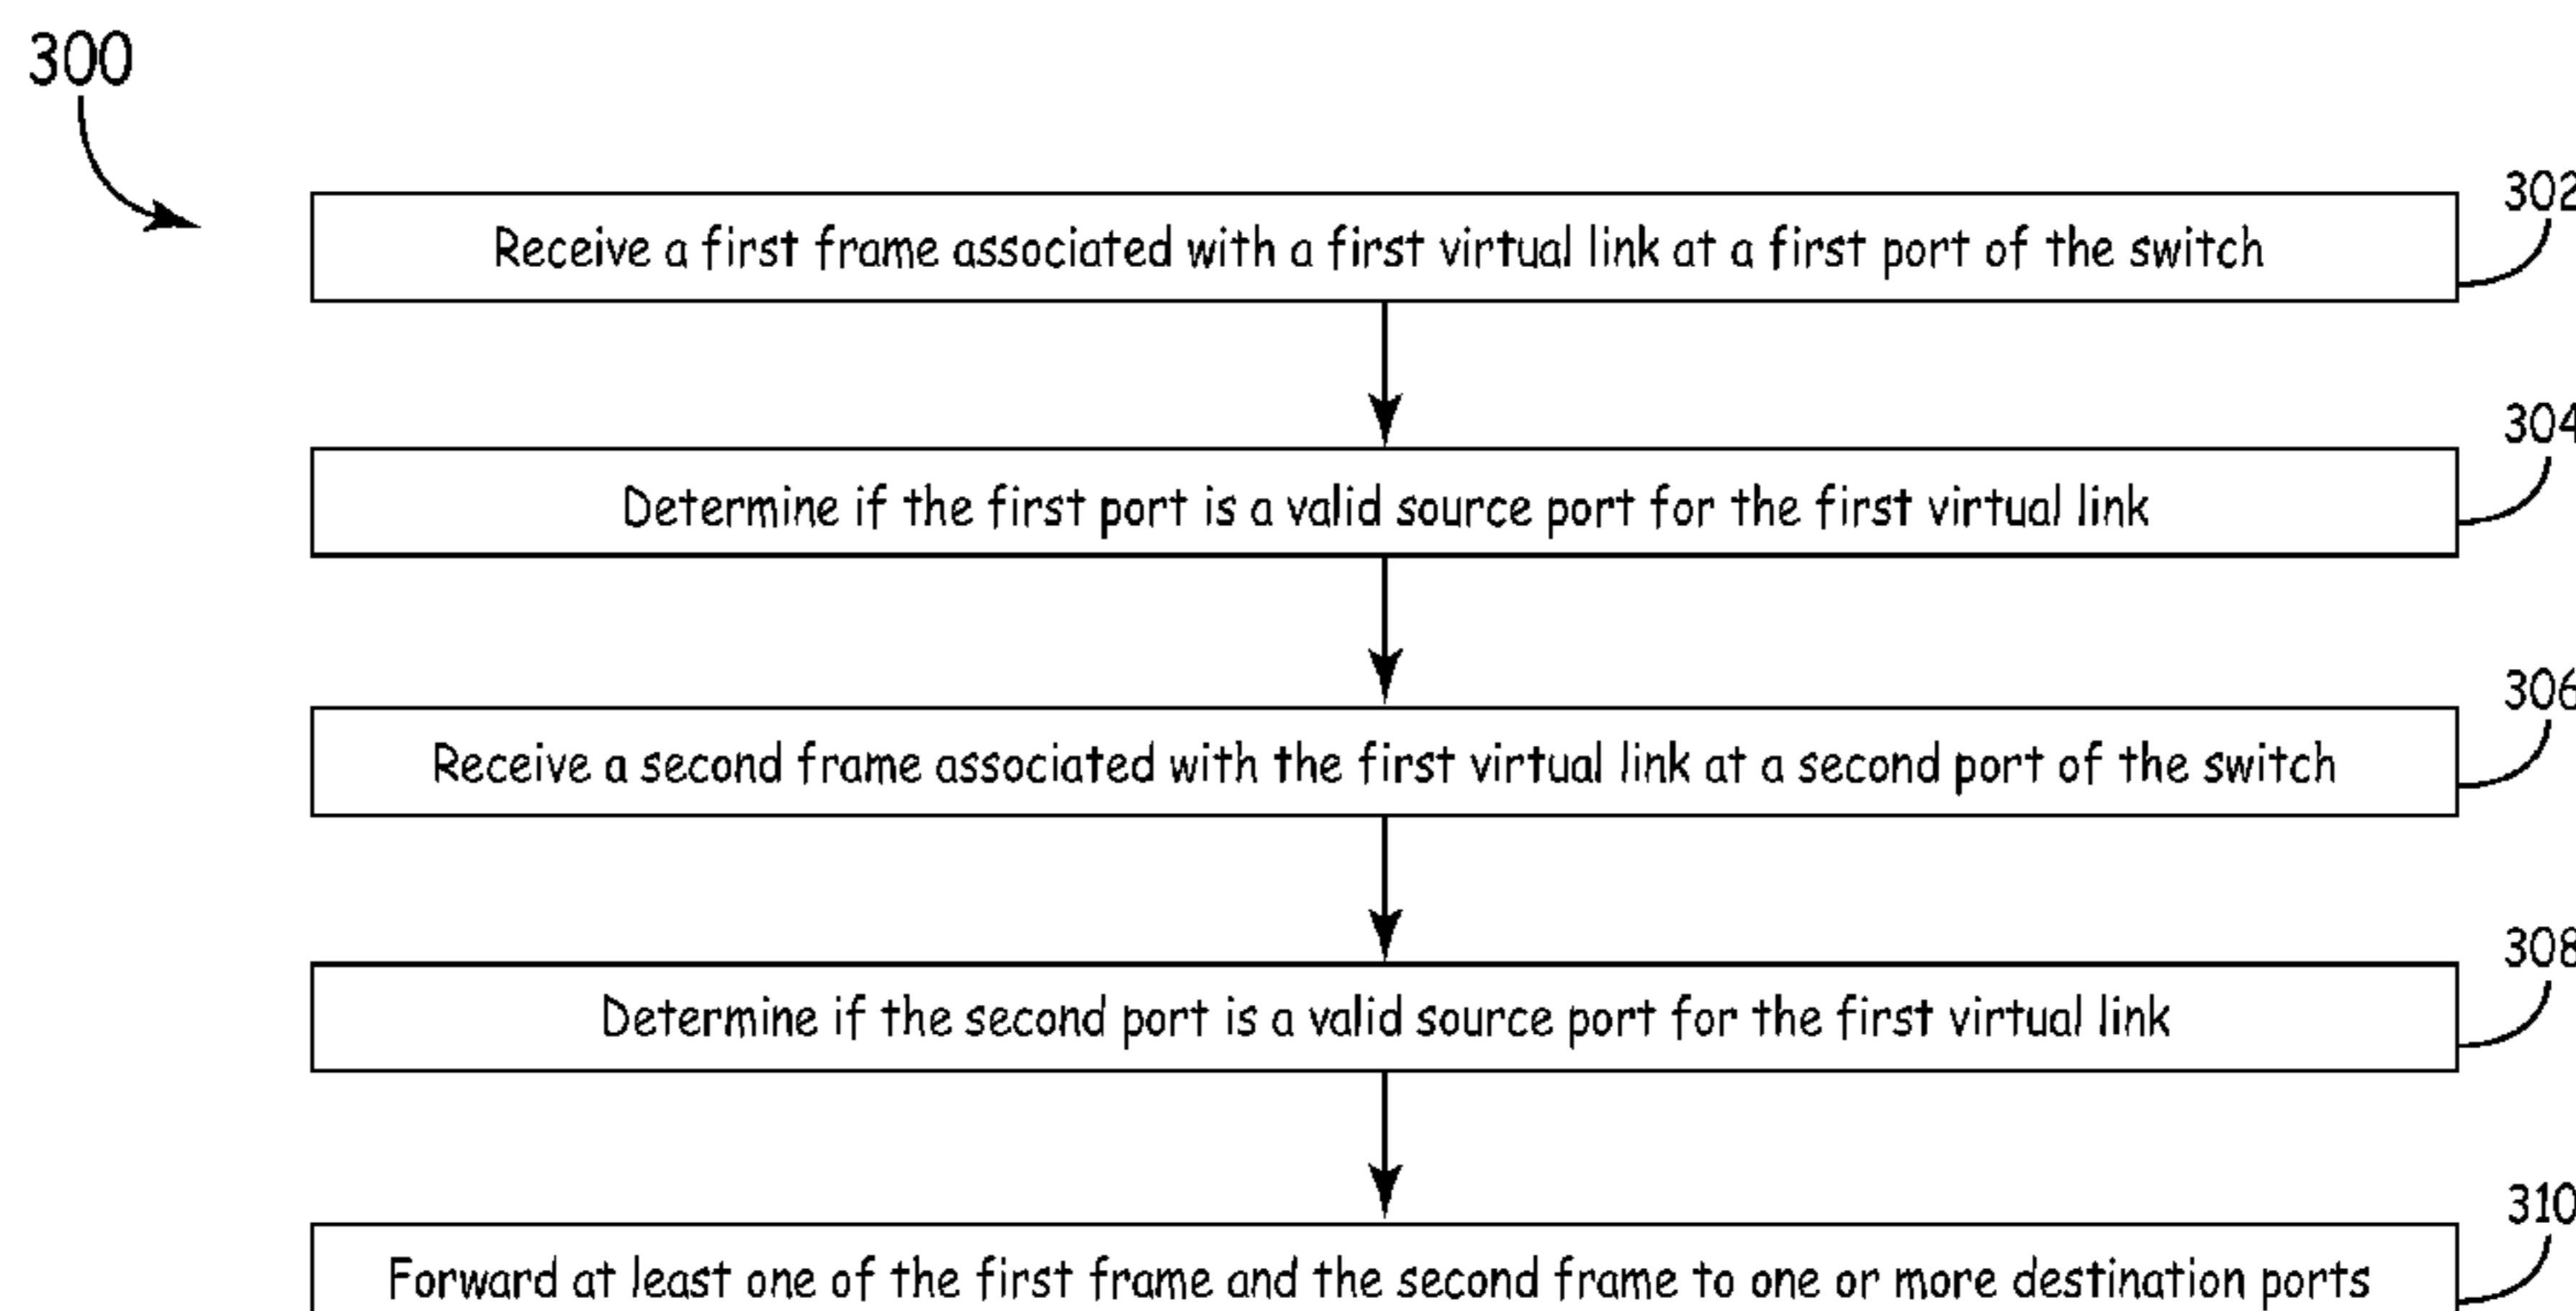 300
302
Receive a first frame associated with a first virtual link at a first port of the switch
304
Determine if the first port is a valid source port for the first virtual link
306
Receive a second frame associated with the first virtual link at a second port of the switch
308
Determine if the second port is a valid source port for the first virtual link
310
Forward at least one of the first frame and the second frame to one or more destination ports